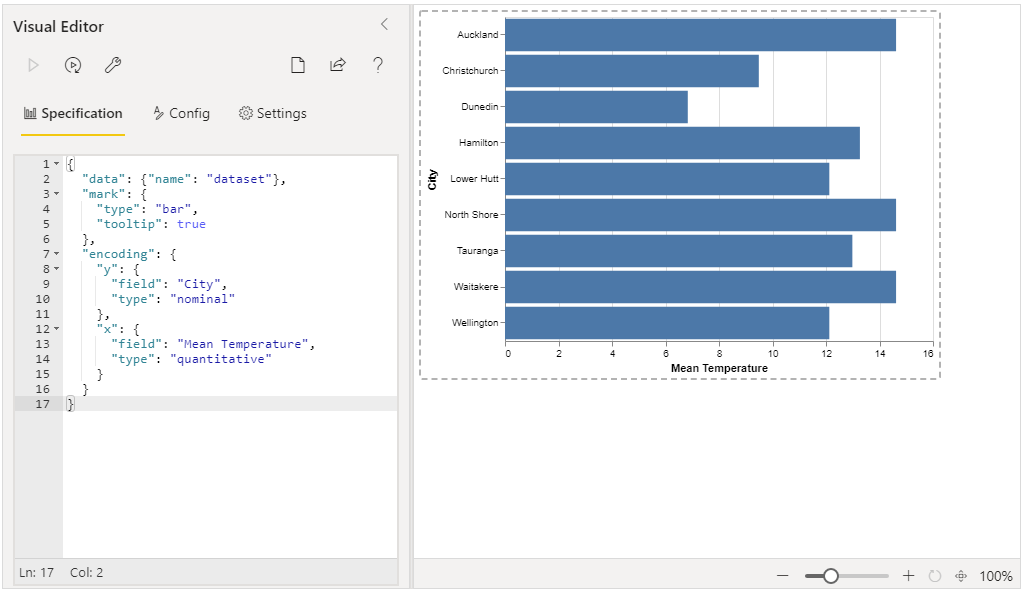 Visual Editor
Specification
Config
Settings
1 {
2   "data": {"name": "dataset"},
3   "mark": {
4     "type": "bar",
5     "tooltip": true
6   },
7   "encoding": {
8     "y": {
9       "field": "City",
10       "type": "nominal"
11     },
12     "x": {
13       "field": "Mean Temperature",
14       "type": "quantitative"
15     }
16   }
17 }
Ln: 17 Col: 2
City
Auckland
Christchurch
Dunedin
Hamilton
Lower Hutt
North Shore
Tauranga
Waitakere
Wellington
0 2 4 6 8 10 12 14 16
Mean Temperature
100%